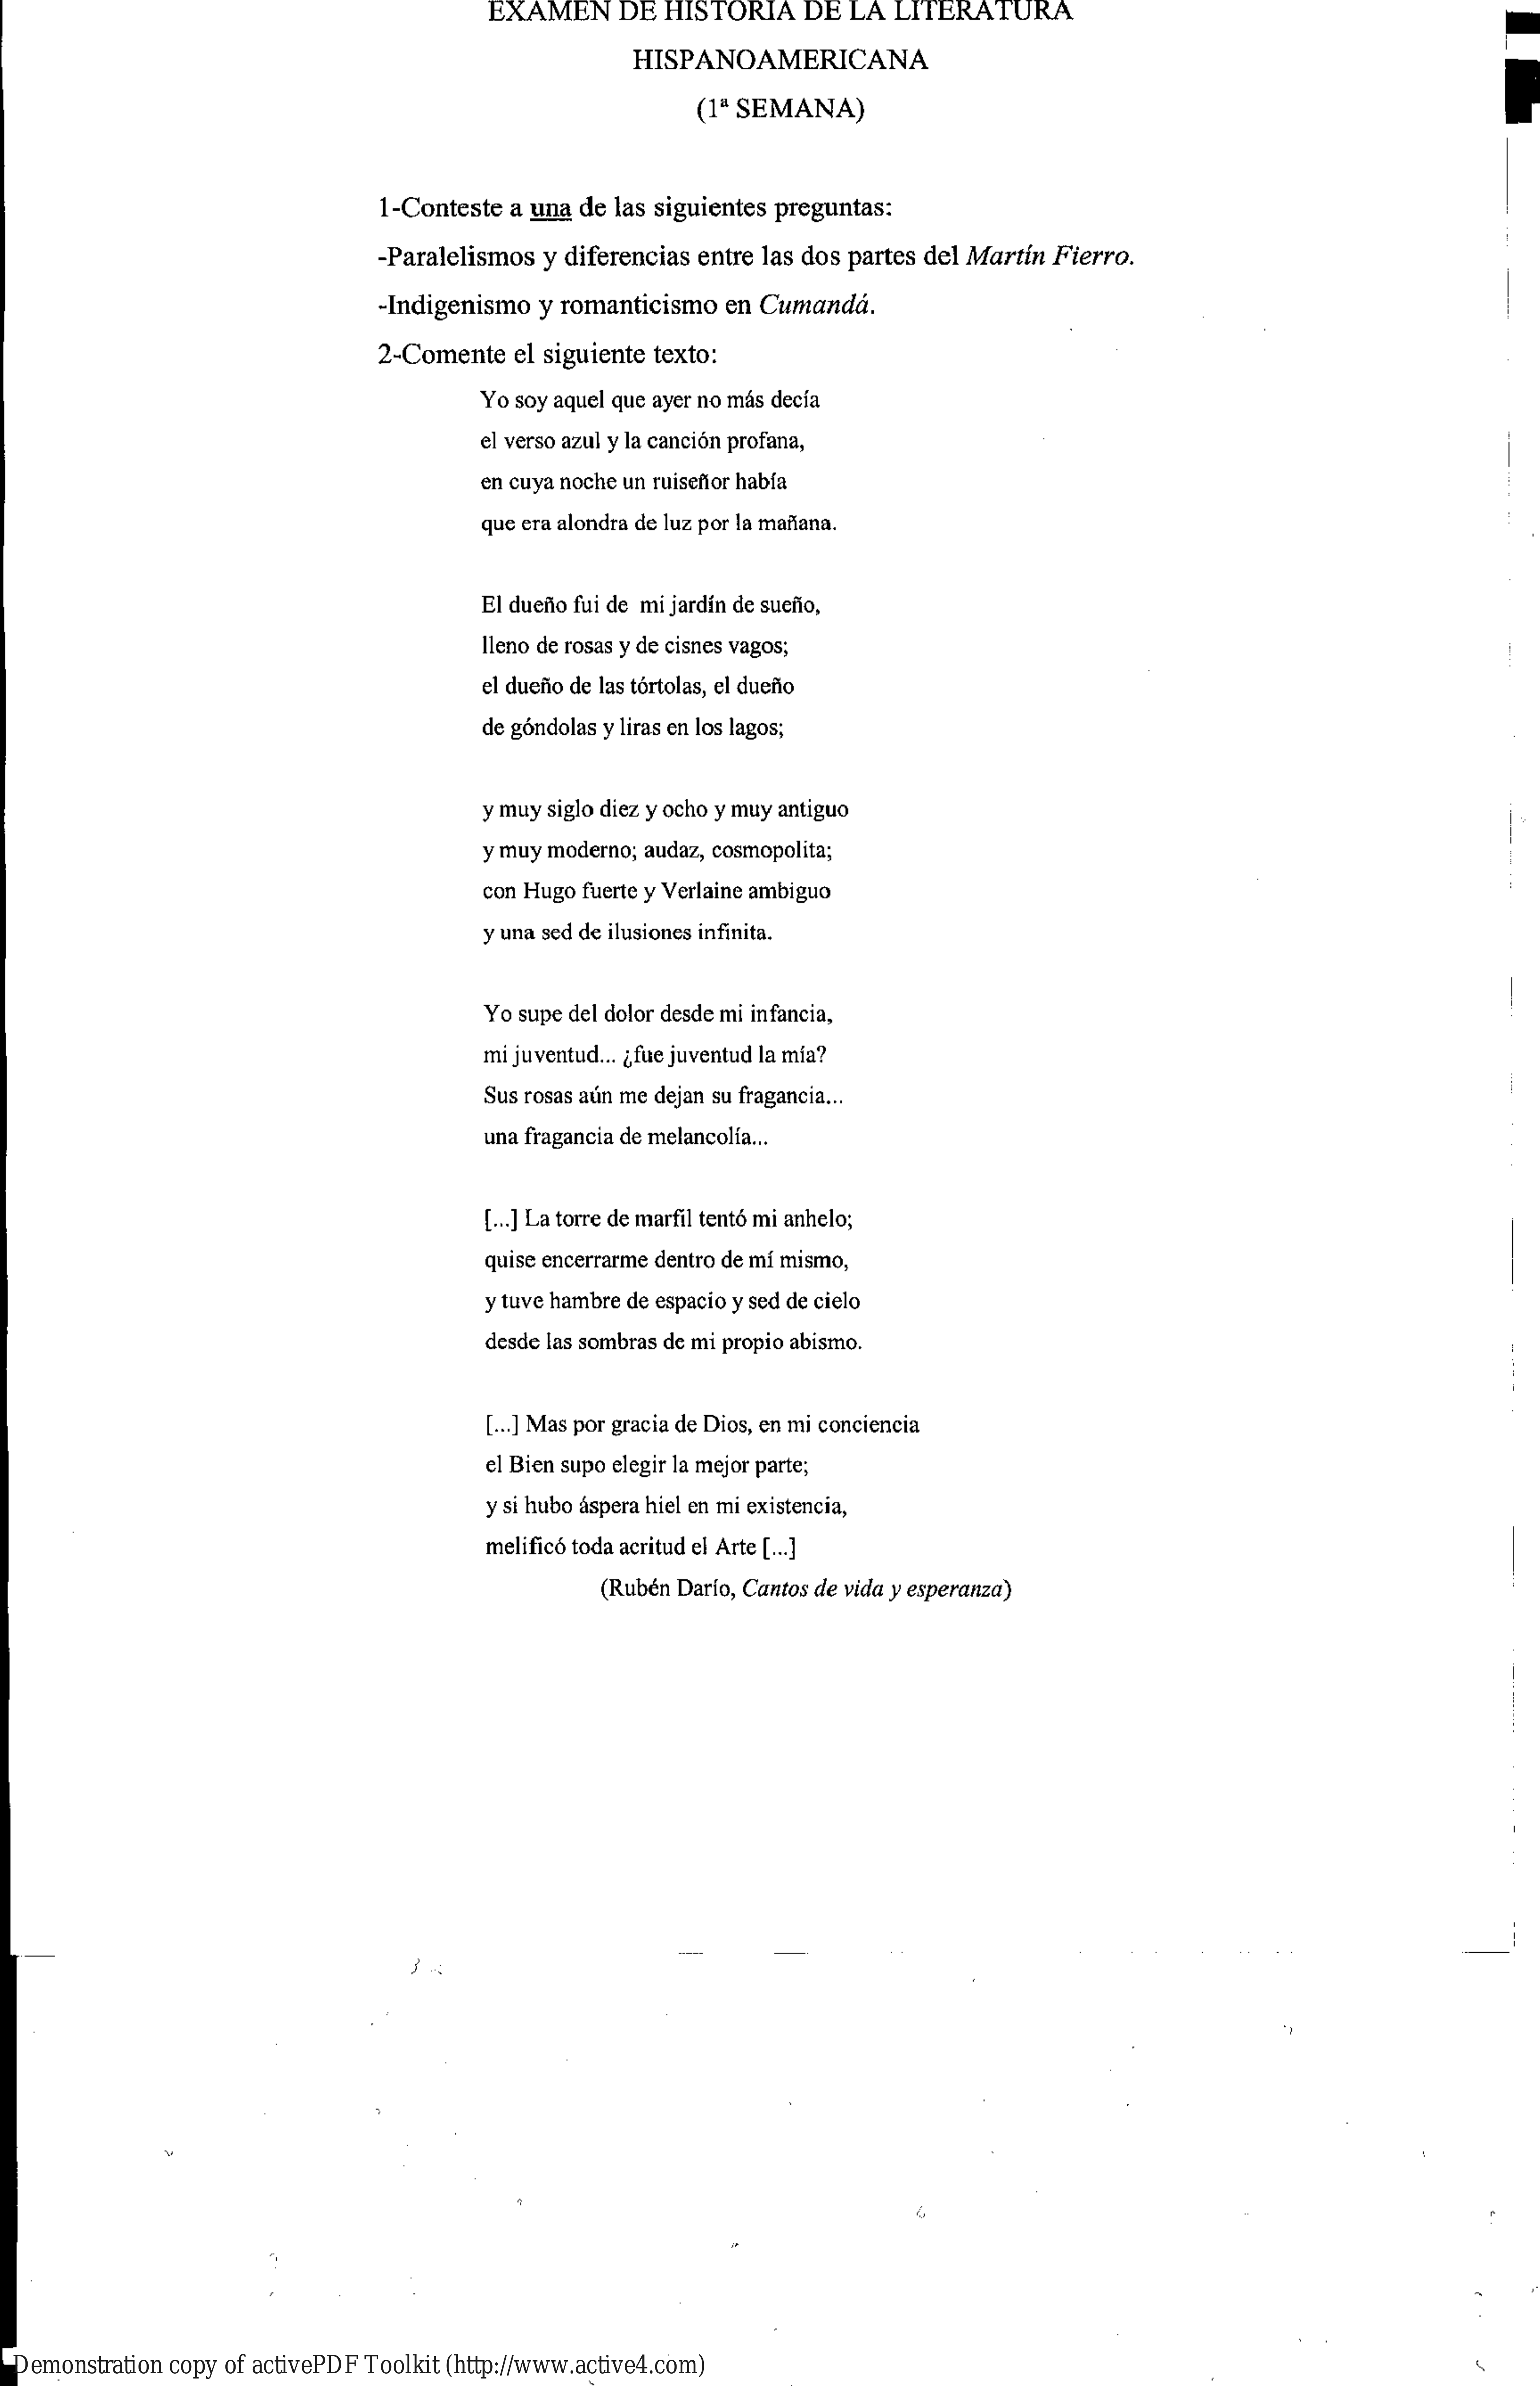 EXAMEN DE HISTORIA DE LA LITERATURA
HISPANOAMERICANA
(1ª SEMANA)
1-Conteste a una de las siguientes preguntas:
-Paralelismos y diferencias entre las dos partes del Martín Fierro.
-Indigenismo y romanticismo en Cumandá.
2-Comente el siguiente texto:
Yo soy aquel que ayer no más decía
el verso azul y la canción profana,
en cuya noche un ruiseñor había
que era alondra de luz por la mañana.
El dueño fui de mi jardín de sueño,
lleno de rosas y de cisnes vagos;
el dueño de las tórtolas, el dueño
de góndolas y liras en los lagos;
y muy siglo diez y ocho y muy antiguo
y muy moderno; audaz, cosmopolita;
con Hugo fuerte y Verlaine ambiguo
y una sed de ilusiones infinita.
Yo supe del dolor desde mi infancia,
mi juventud... ¿fue juventud la mía?
Sus rosas aún me dejan su fragancia...
una fragancia de melancolía...
[...] La torre de marfil tentó mi anhelo;
quise encerrarme dentro de mí mismo,
y tuve hambre de espacio y sed de cielo
desde las sombras de mi propio abismo.
[...] Mas por gracia de Dios, en mi conciencia
el Bien supo elegir la mejor parte;
y si hubo áspera hiel en mi existencia,
melificó toda acritud el Arte [...]
(Rubén Darío, Cantos de vida y esperanza)
Demonstration copy of activePDF Toolkit (http://www.active4.com)